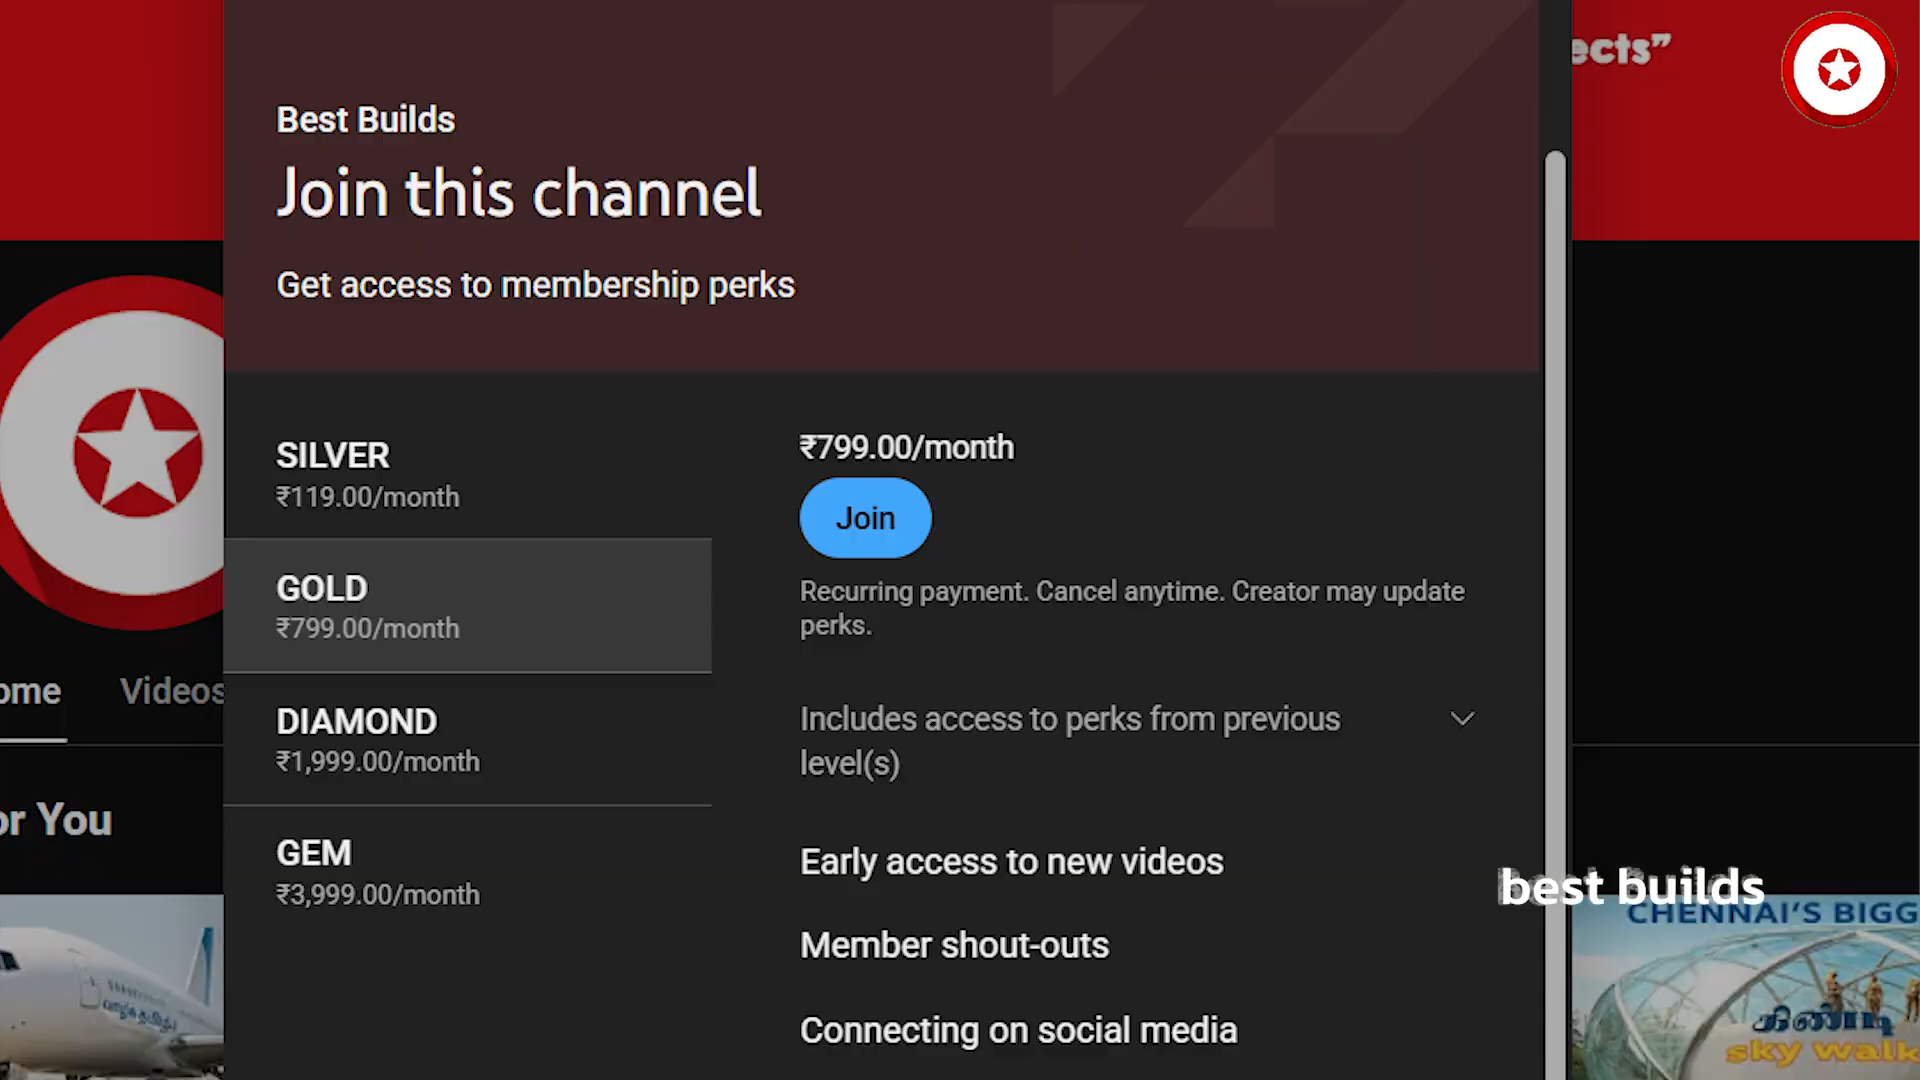 ects”
Best Builds
Join this channel
Get access to membership perks
SILVER
₹119.00/month
GOLD
₹799.00/month
DIAMOND
₹1,999.00/month
GEM
₹3,999.00/month
₹799.00/month
Join
Recurring payment. Cancel anytime. Creator may update
perks.
Includes access to perks from previous
level(s)
Early access to new videos
Member shout-outs
Connecting on social media
ome Videos
or You
best builds
CHENNAI’S BIGG
கிண்டி
sky walk